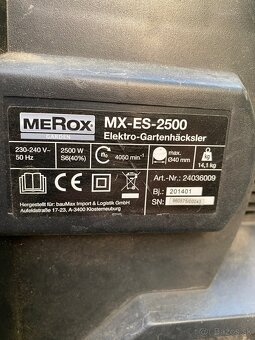 MEROX
GARDEN
MX-ES-2500
Elektro-Gartenhäcksler
230-240 V~
50 Hz
2500 W
S6(40%)
n₀
4050 min⁻¹
max.
Ø40 mm
kg
14,1 kg
Art.-Nr.: 24036009
Bj.: 201401
SN:
Hergestellt für: bauMax Import & Logistik GmbH
Aufeldstraße 17-23, A-3400 Klosterneuburg